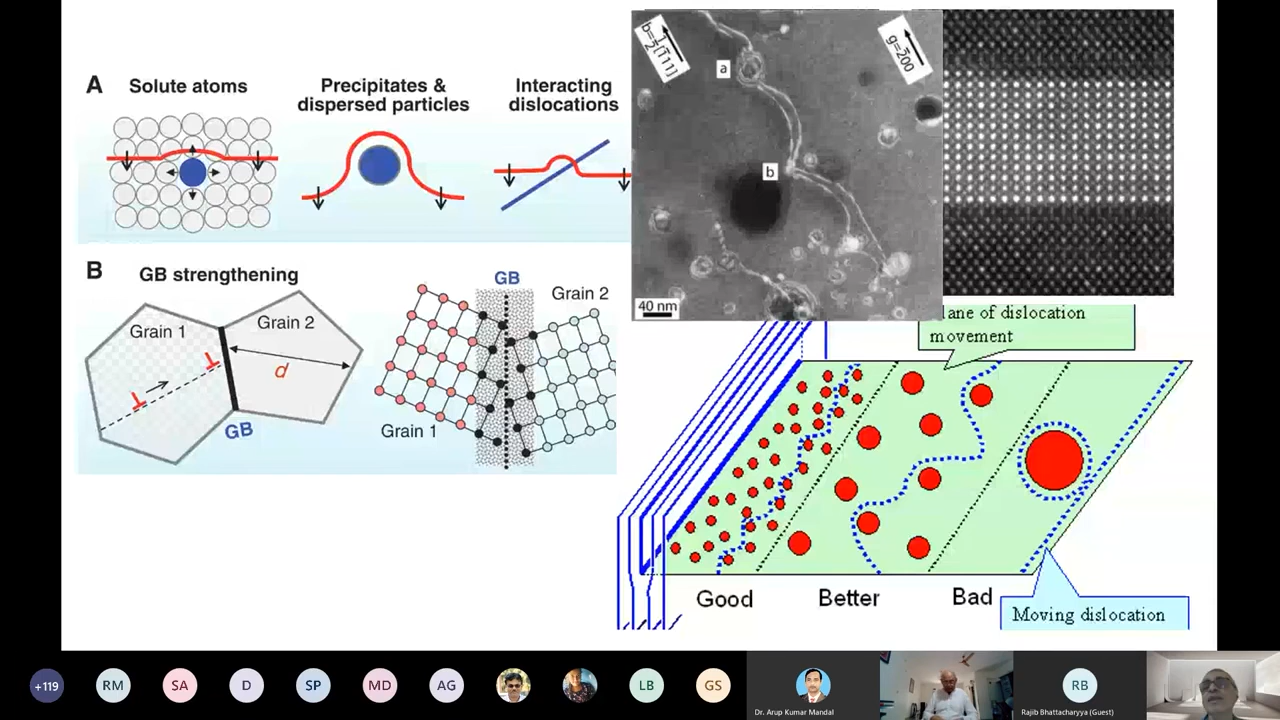 A
Solute atoms
Precipitates &
dispersed particles
Interacting
dislocations
B
GB strengthening
Grain 1
Grain 2
d
GB
GB
Grain 1
Grain 2
a
b
40 nm
lane of dislocation
movement
Good
Better
Bad
Moving dislocation
+119
RM
SA
D
SP
MD
AG
LB
GS
Dr. Arup Kumar Mandal
RB
Rajib Bhattacharyya (Guest)